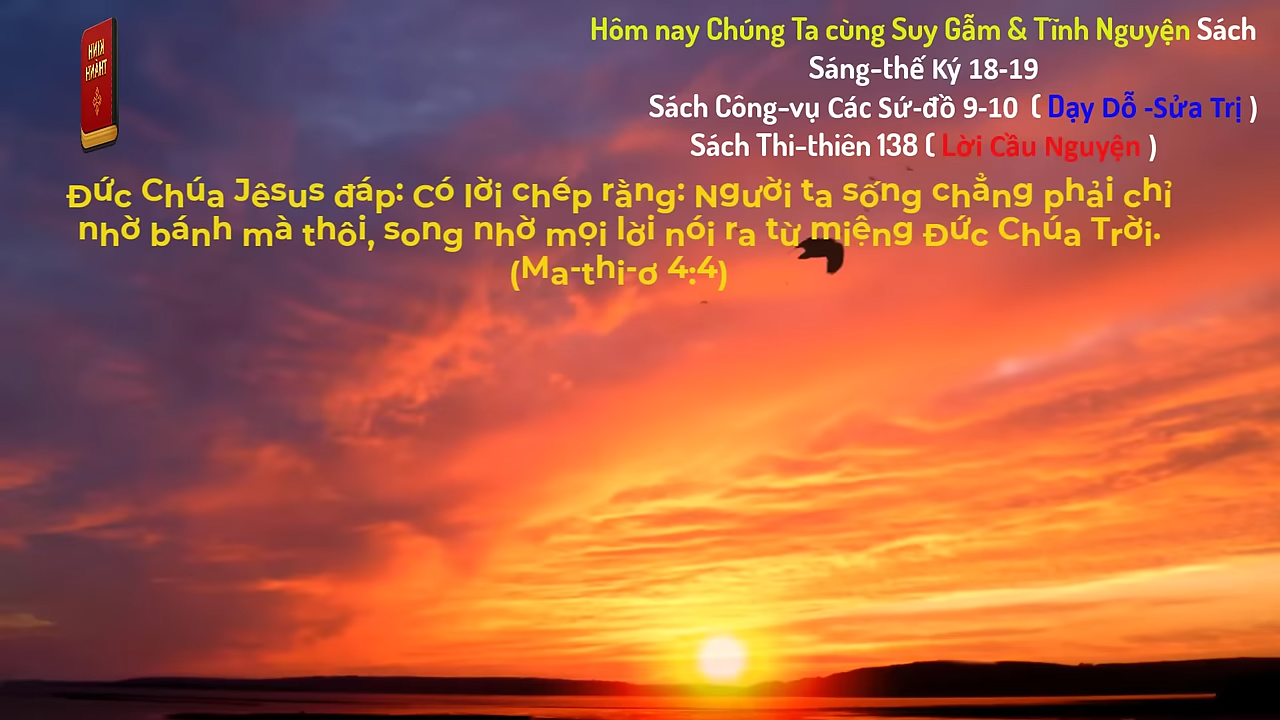 KINH
THÁNH
Hôm nay Chúng Ta cùng Suy Gẫm & Tĩnh Nguyện Sách
Sáng-thế Ký 18-19
Sách Công-vụ Các Sứ-đồ 9-10 ( Dạy Dỗ -Sửa Trị )
Sách Thi-thiên 138 ( Lời Cầu Nguyện )
Đức Chúa Jêsus đáp: Có lời chép rằng: Người ta sống chẳng phải chỉ
nhờ bánh mà thôi, song nhờ mọi lời nói ra từ miệng Đức Chúa Trời.
(Ma-thi-ơ 4:4)